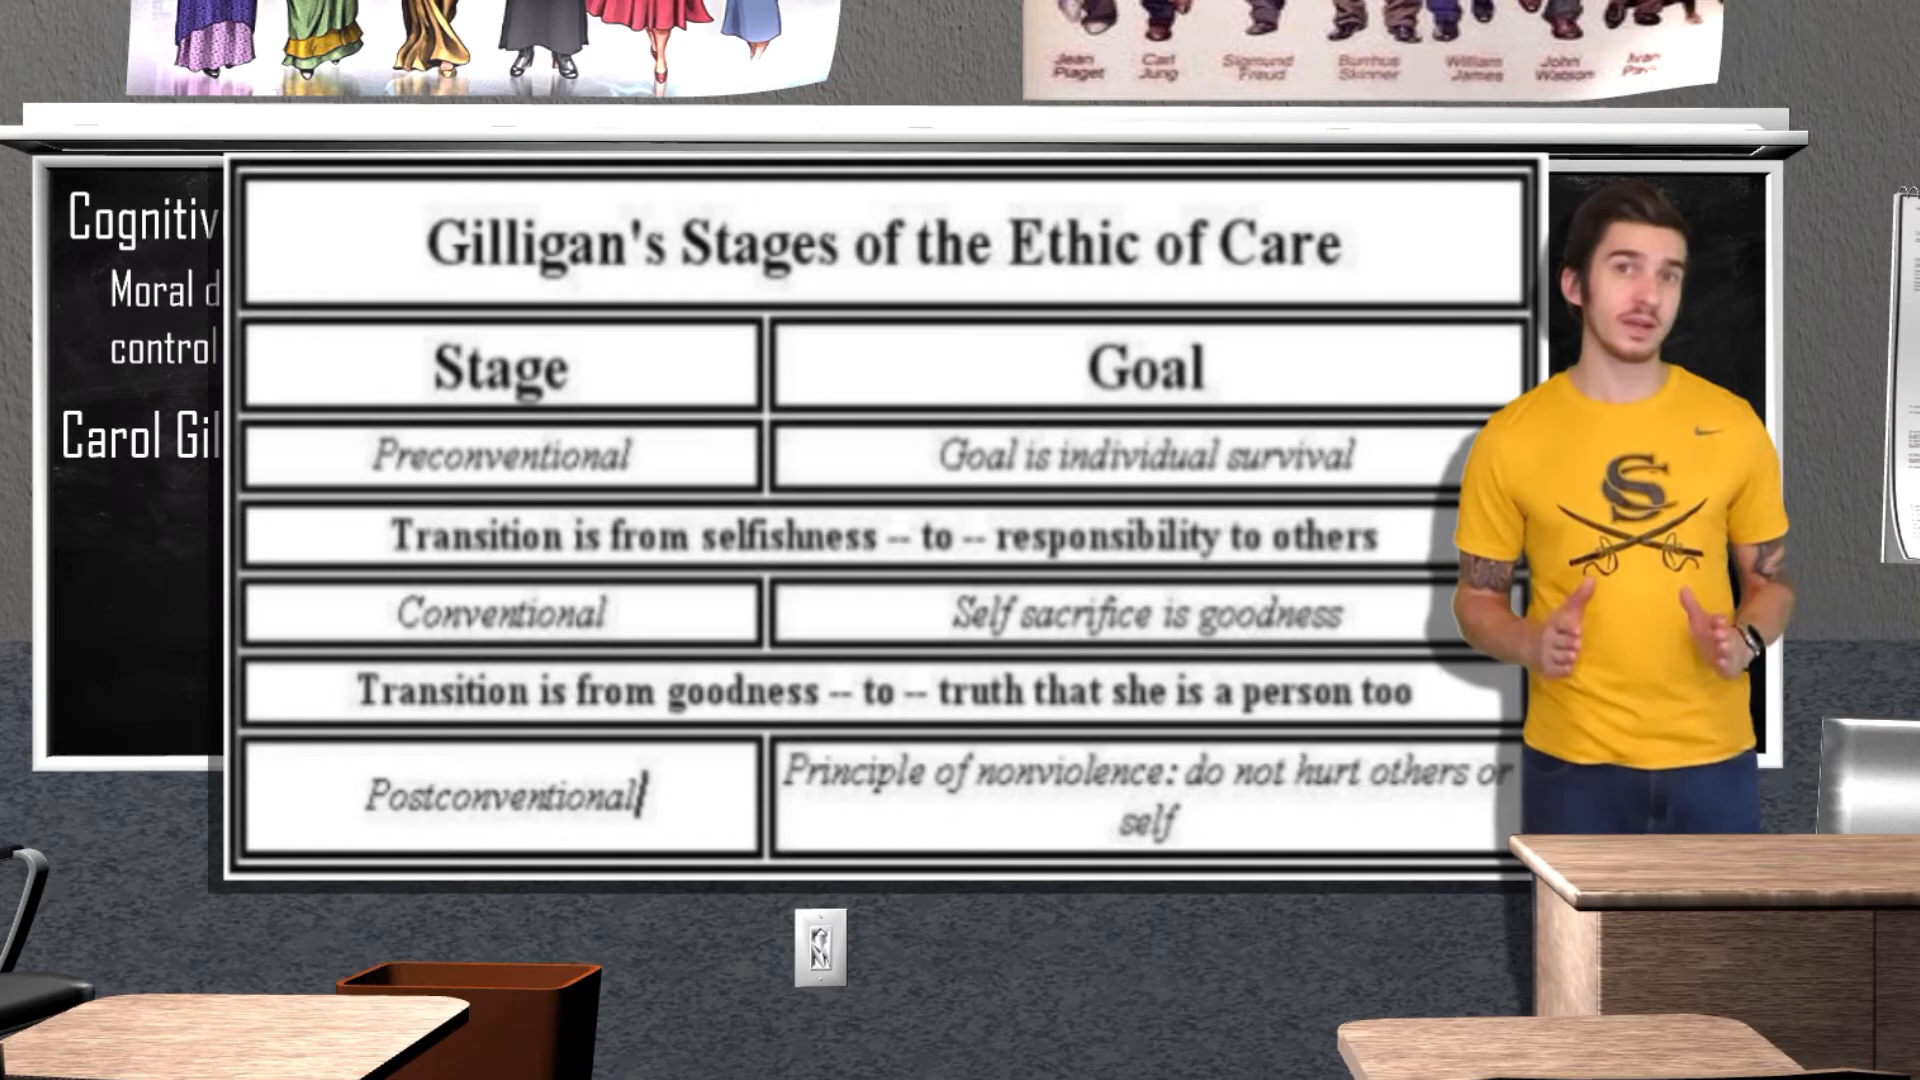 Jean Piaget
Carl Jung
Sigmund Freud
Burrhus Skinner
William James
John Watson
Ivan
Cognitiv
Moral d
control
Carol Gil
Gilligan's Stages of the Ethic of Care
Stage
Goal
Preconventional
Goal is individual survival
Transition is from selfishness -- to -- responsibility to others
Conventional
Self sacrifice is goodness
Transition is from goodness -- to -- truth that she is a person too
Postconventional
Principle of nonviolence: do not hurt others or
self
SC